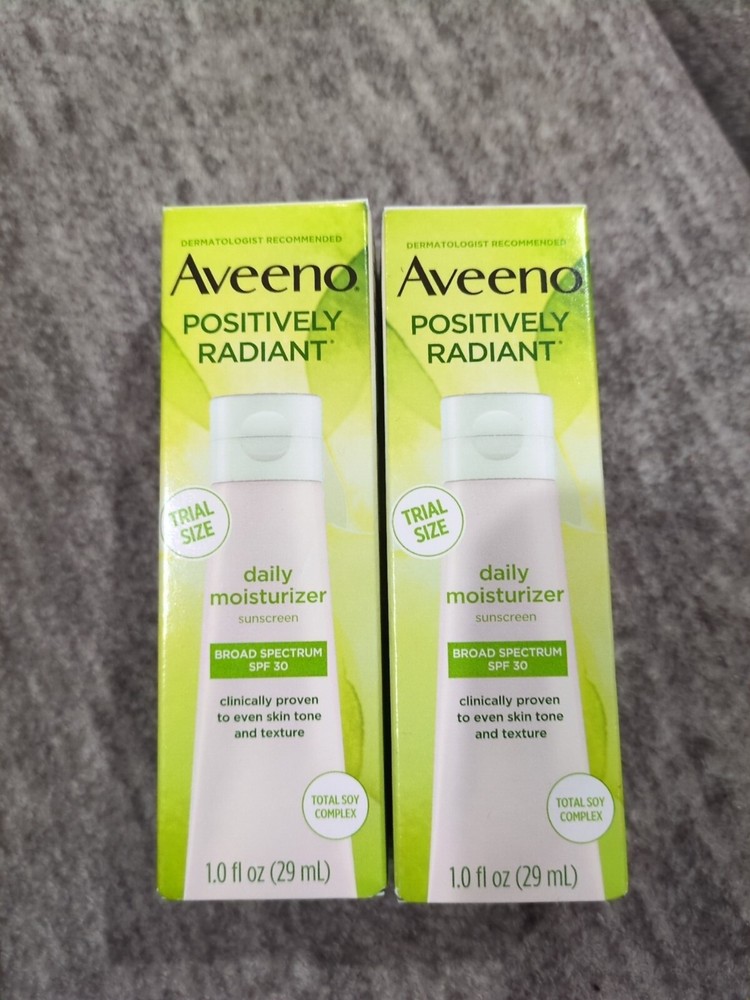 DERMATOLOGIST RECOMMENDED
Aveeno®
POSITIVELY
RADIANT®
TRIAL
SIZE
daily
moisturizer
sunscreen
BROAD SPECTRUM
SPF 30
clinically proven
to even skin tone
and texture
TOTAL SOY
COMPLEX
1.0 fl oz (29 mL)
DERMATOLOGIST RECOMMENDED
Aveeno
POSITIVELY
RADIANT®
TRIAL
SIZE
daily
moisturizer
sunscreen
BROAD SPECTRUM
SPF 30
clinically proven
to even skin tone
and texture
TOTAL SOY
COMPLEX
1.0 fl oz (29 mL)